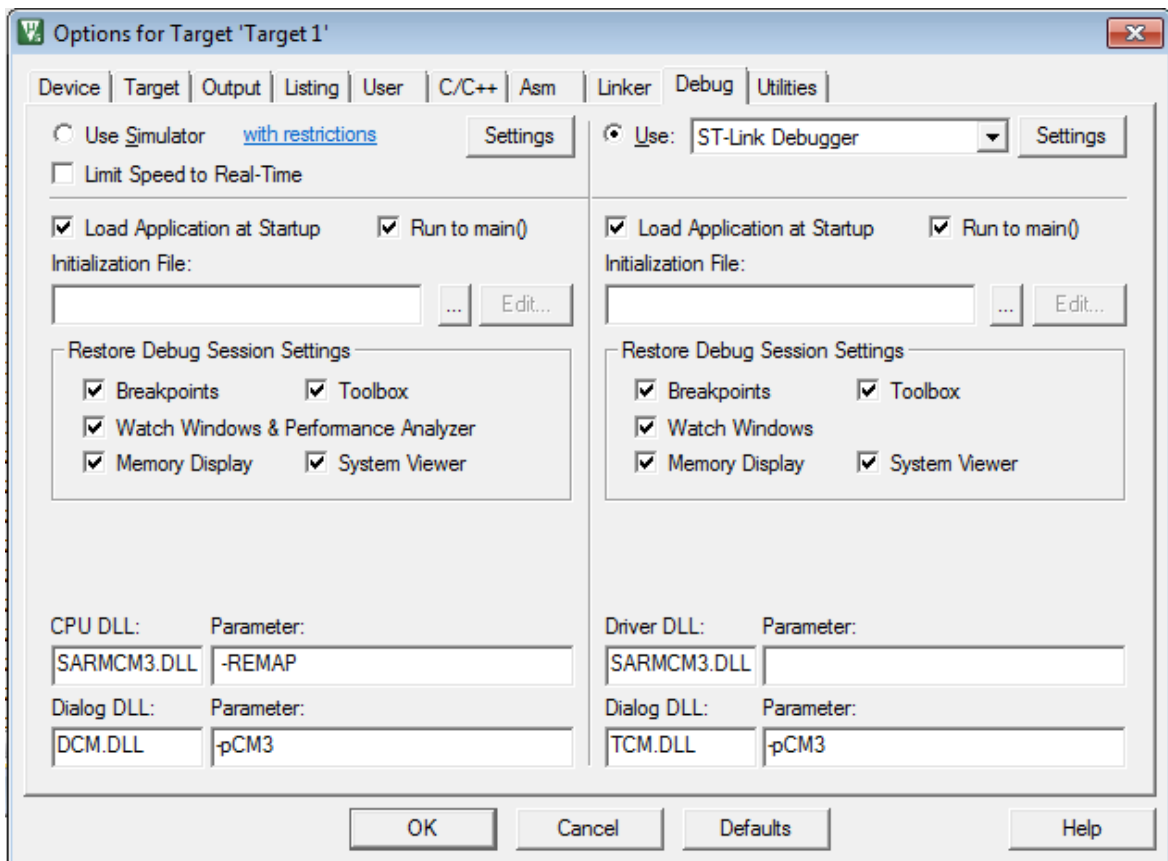 Options for Target 'Target 1'
Device Target Output Listing User C/C++ Asm Linker Debug Utilities
Use Simulator with restrictions Settings
Limit Speed to Real-Time
Load Application at Startup Run to main()
Initialization File:
... Edit...
Restore Debug Session Settings
Breakpoints Toolbox
Watch Windows & Performance Analyzer
Memory Display System Viewer
CPU DLL: Parameter:
SARMCM3.DLL -REMAP
Dialog DLL: Parameter:
DCM.DLL -pCM3
Use: ST-Link Debugger Settings
Load Application at Startup Run to main()
Initialization File:
... Edit...
Restore Debug Session Settings
Breakpoints Toolbox
Watch Windows
Memory Display System Viewer
Driver DLL: Parameter:
SARMCM3.DLL
Dialog DLL: Parameter:
TCM.DLL -pCM3
OK Cancel Defaults Help